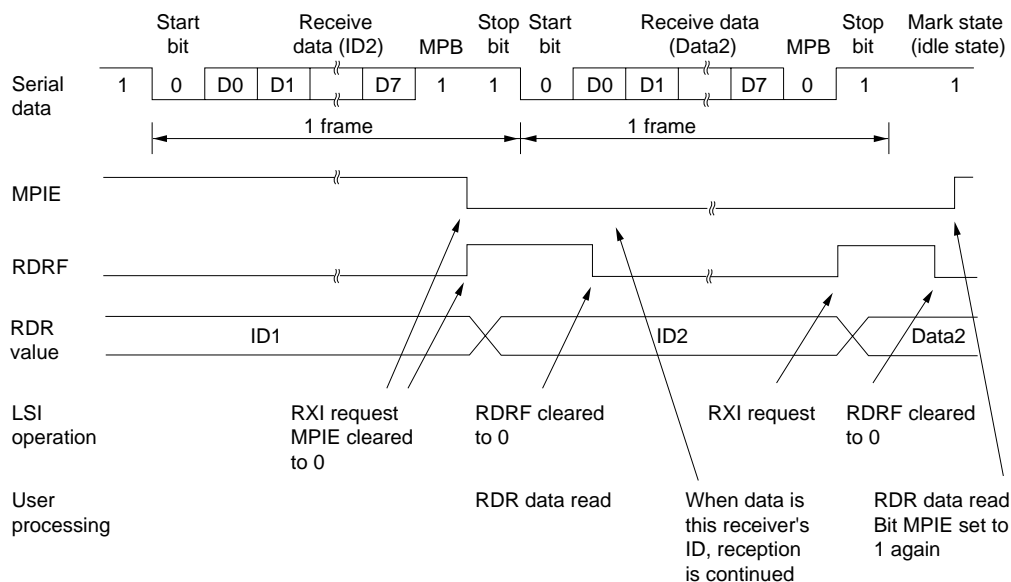 Start bit Receive data (ID2) MPB Stop bit Start bit Receive data (Data2) MPB Stop bit Mark state (idle state)
Serial data 1 0 D0 D1 D7 1 1 0 D0 D1 D7 0 1 1
1 frame 1 frame
MPIE
RDRF
RDR value ID1 ID2 Data2
LSI operation
RXI request
MPIE cleared
to 0
RDRF cleared
to 0
RXI request
RDRF cleared
to 0
User processing
RDR data read
When data is
this receiver's
ID, reception
is continued
RDR data read
Bit MPIE set to
1 again